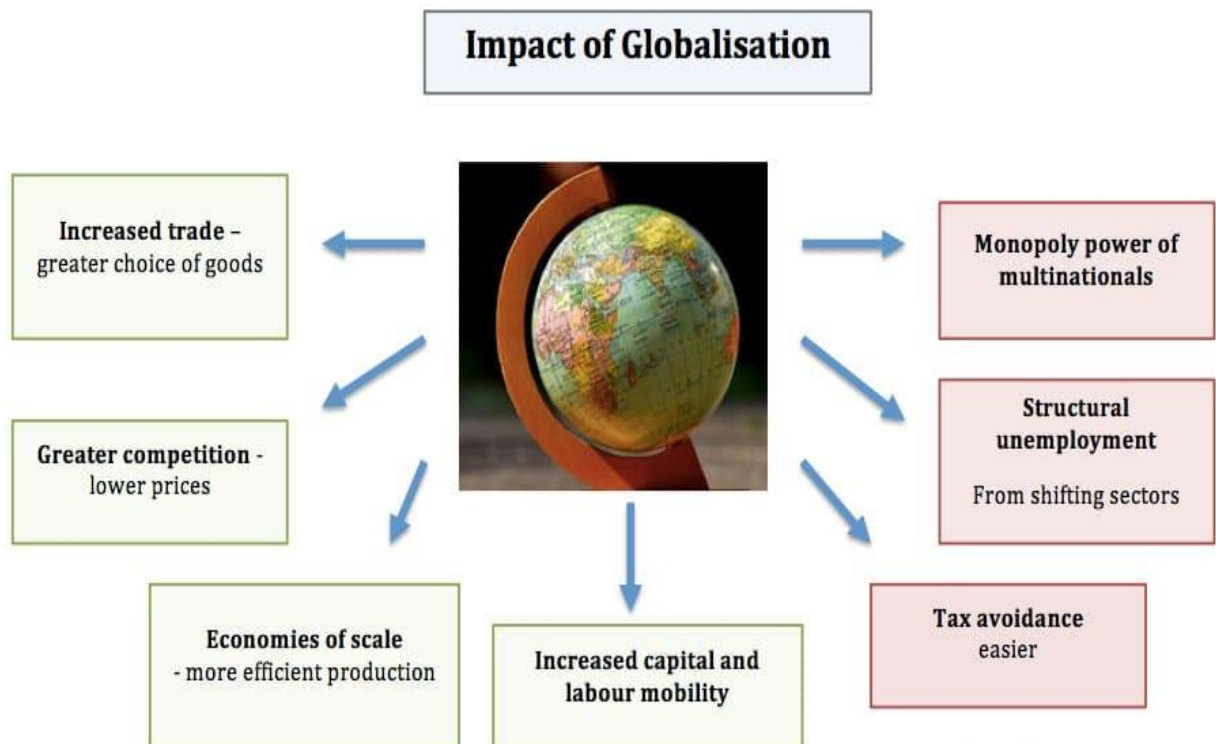 Impact of Globalisation
Increased trade –
greater choice of goods
Greater competition -
lower prices
Economies of scale
- more efficient production
Increased capital and
labour mobility
Monopoly power of
multinationals
Structural
unemployment
From shifting sectors
Tax avoidance
easier